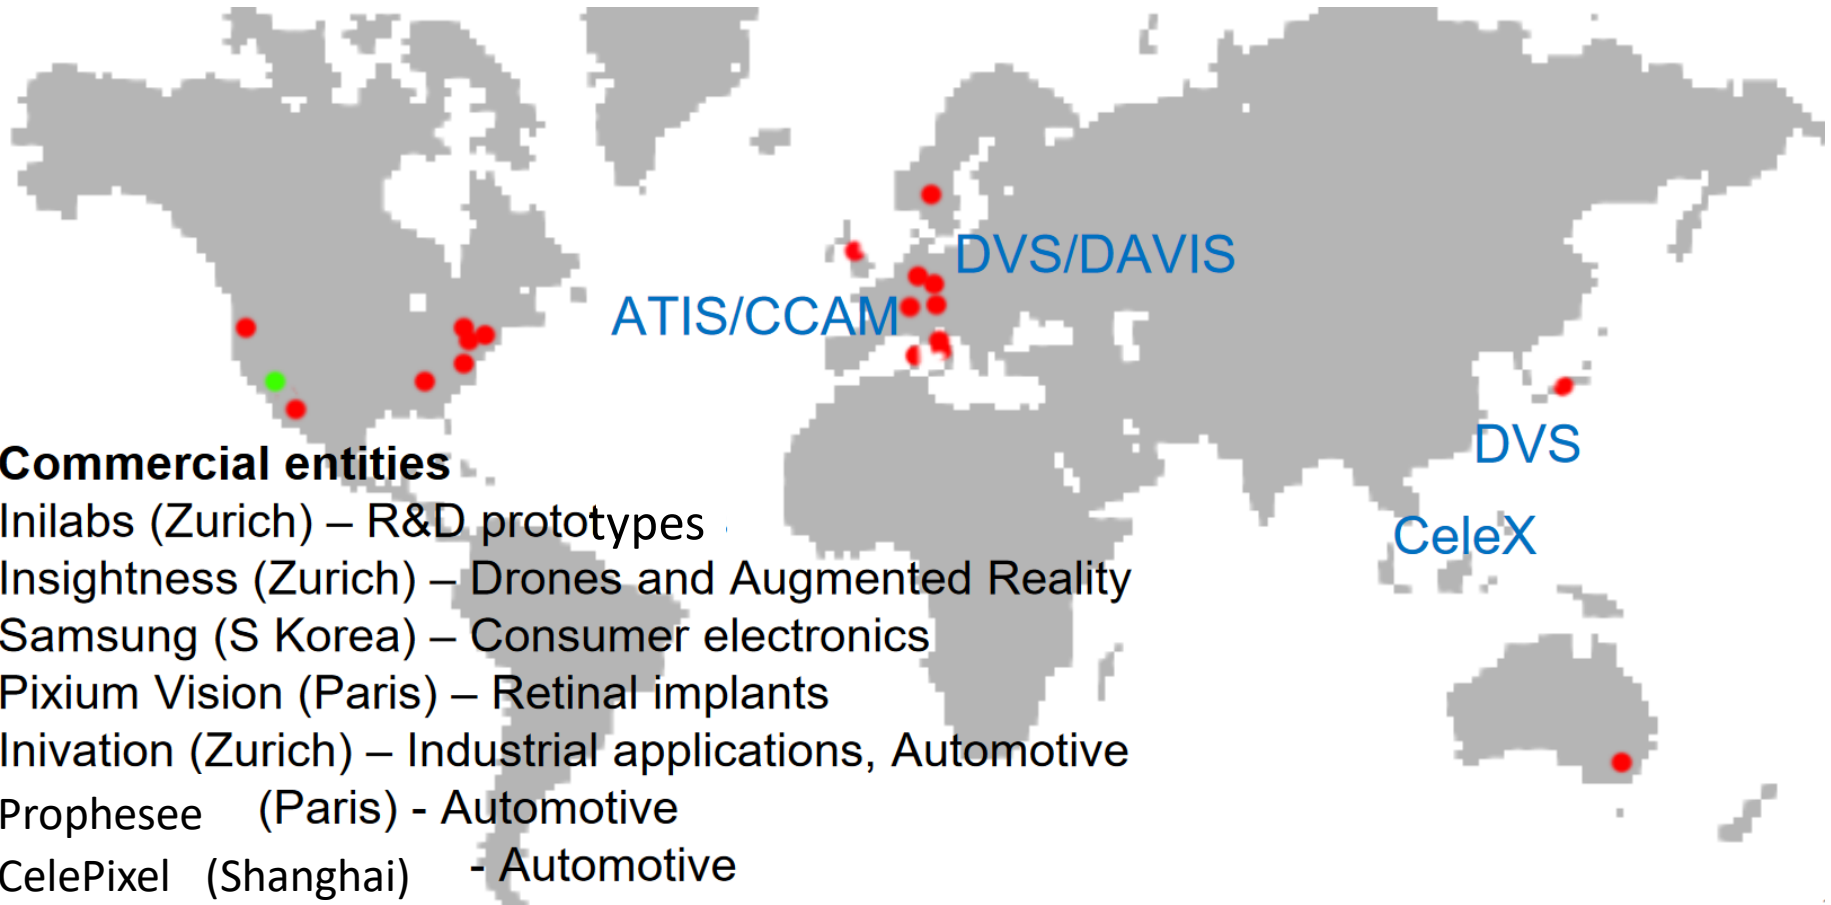 DVS/DAVIS
ATIS/CCAM
DVS
CeleX
Commercial entities
Inilabs (Zurich) – R&D prototypes
Insightness (Zurich) – Drones and Augmented Reality
Samsung (S Korea) – Consumer electronics
Pixium Vision (Paris) – Retinal implants
Inivation (Zurich) – Industrial applications, Automotive
Prophesee (Paris) - Automotive
CelePixel (Shanghai) - Automotive